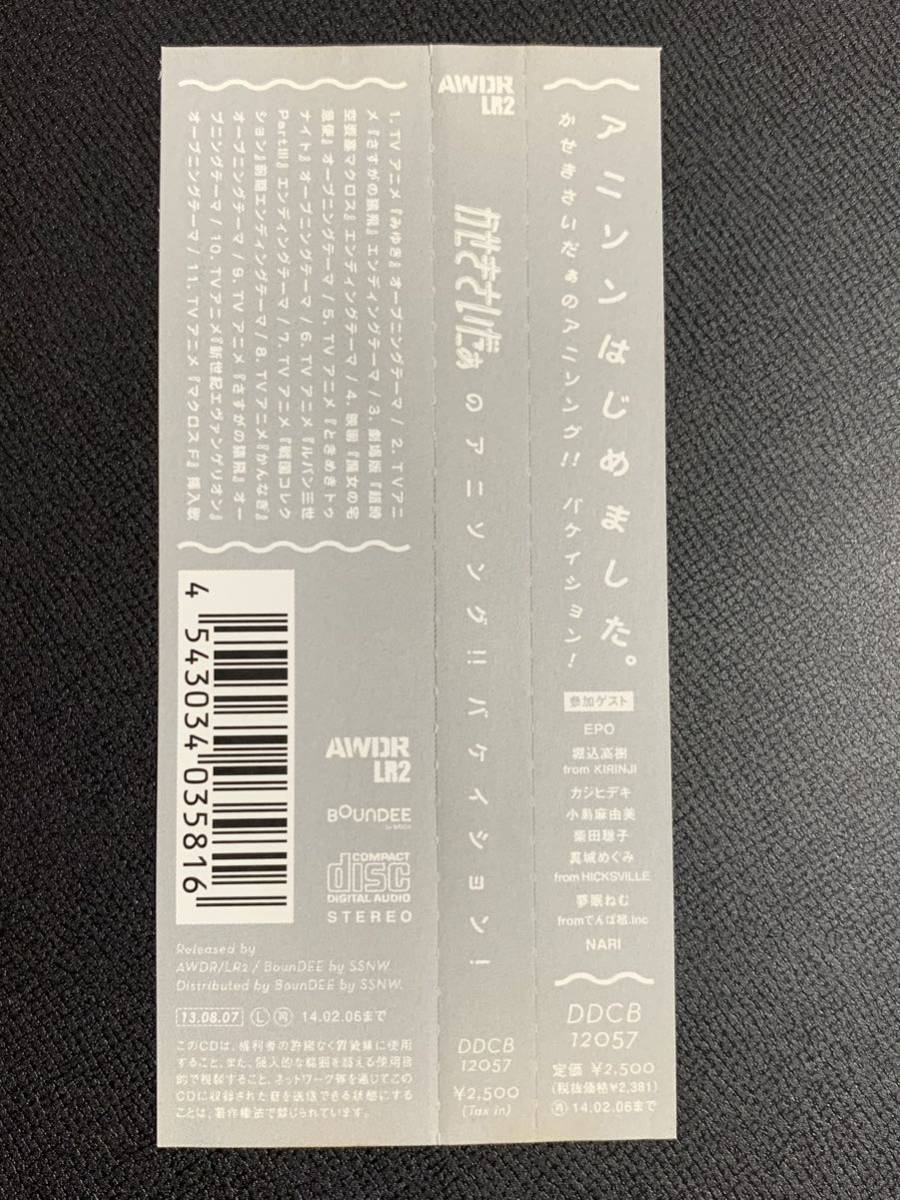 アニソンはじめました。
かせきさいだぁのアニソング!! バケイション!
参加ゲスト
EPO
堀込高樹
from KIRINJI
カジヒデキ
小島麻由美
柴田聡子
真城めぐみ
from HICKSVILLE
夢眠ねむ
fromでんぱ組.inc
NARI
DDCB
12057
定価 ¥2,500
(税抜価格¥2,381)
14.02.06まで
AWDR
LR2
かせきさいだぁ のアニソング!! バケイション!
DDCB
12057
¥2,500
(Tax in)
1. TV アニメ『みゆき』オープニングテーマ / 2. TVアニ
メ『さすがの猿飛』エンディングテーマ / 3. 劇場版『超時
空要塞マクロス』エンディングテーマ / 4. 映画『魔女の宅
急便』オープニングテーマ / 5. TV アニメ『ときめきトゥ
ナイト』オープニングテーマ / 6. TV アニメ『ルパン三世
PartIII』エンディングテーマ / 7. TV アニメ『戦国コレク
ション』前期エンディングテーマ / 8. TVアニメ『かんなぎ』
オープニングテーマ / 9. TV アニメ『さすがの猿飛』オー
プニングテーマ / 10. TVアニメ『新世紀エヴァンゲリオン』
オープニングテーマ / 11. TV アニメ『マクロスF』挿入歌
4 543034 035816
AWDR
LR2
BOUNDEE
COMPACT
disc
DIGITAL AUDIO
STEREO
Released by
AWDR/LR2 / BounDEE by SSNW.
Distributed by BounDEE by SSNW.
13.08.07 Ⓛ 14.02.06まで
このCDは、権利者の許諾なく賃貸業に使用
すること、また、個人的な範囲を超える使用目
的で複製すること、ネットワーク等を通じてこの
CDに収録された音を送信できる状態にする
ことは、著作権法で禁じられています。